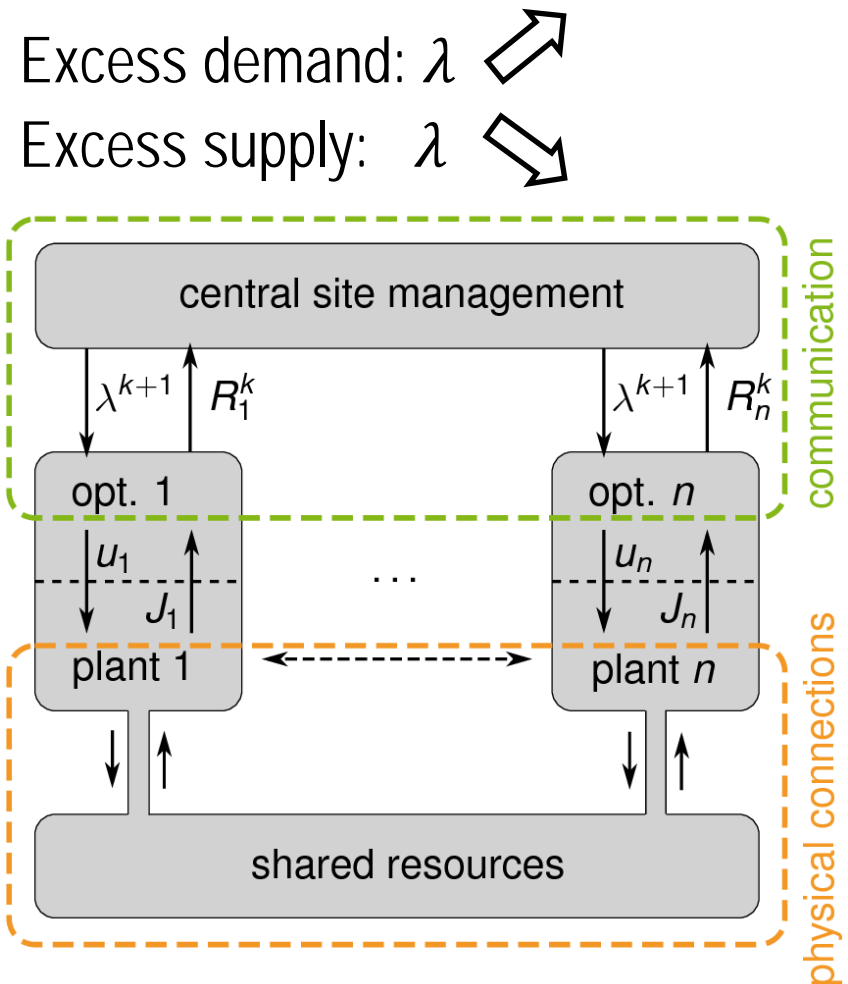 Excess demand: λ
Excess supply: λ
central site management
λ^{k+1} R_1^k λ^{k+1} R_n^k
communication
opt. 1 opt. n
u_1 u_n
...
J_1 J_n
plant 1 plant n
physical connections
shared resources